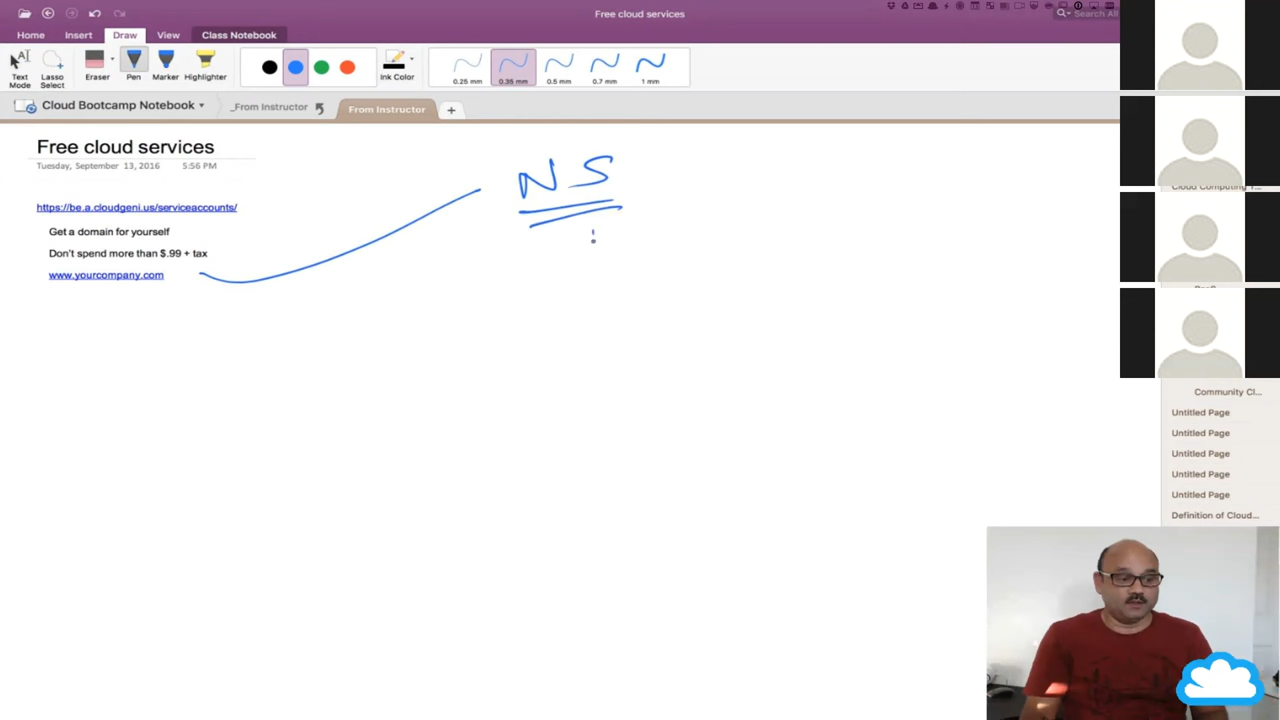 Free cloud services
Search All
Home Insert Draw View Class Notebook
Text Mode
Lasso Select
Eraser Pen Marker Highlighter
Ink Color
0.25 mm 0.35 mm 0.5 mm 0.7 mm 1 mm
Cloud Bootcamp Notebook _From Instructor From Instructor +
Free cloud services
Tuesday, September 13, 2016 5:56 PM
NS
https://be.a.cloudgeni.us/serviceaccounts/
Get a domain for yourself
Don't spend more than $.99 + tax
www.yourcompany.com
Cloud Computing T...
Community Cl...
Untitled Page
Untitled Page
Untitled Page
Untitled Page
Untitled Page
Definition of Cloud...